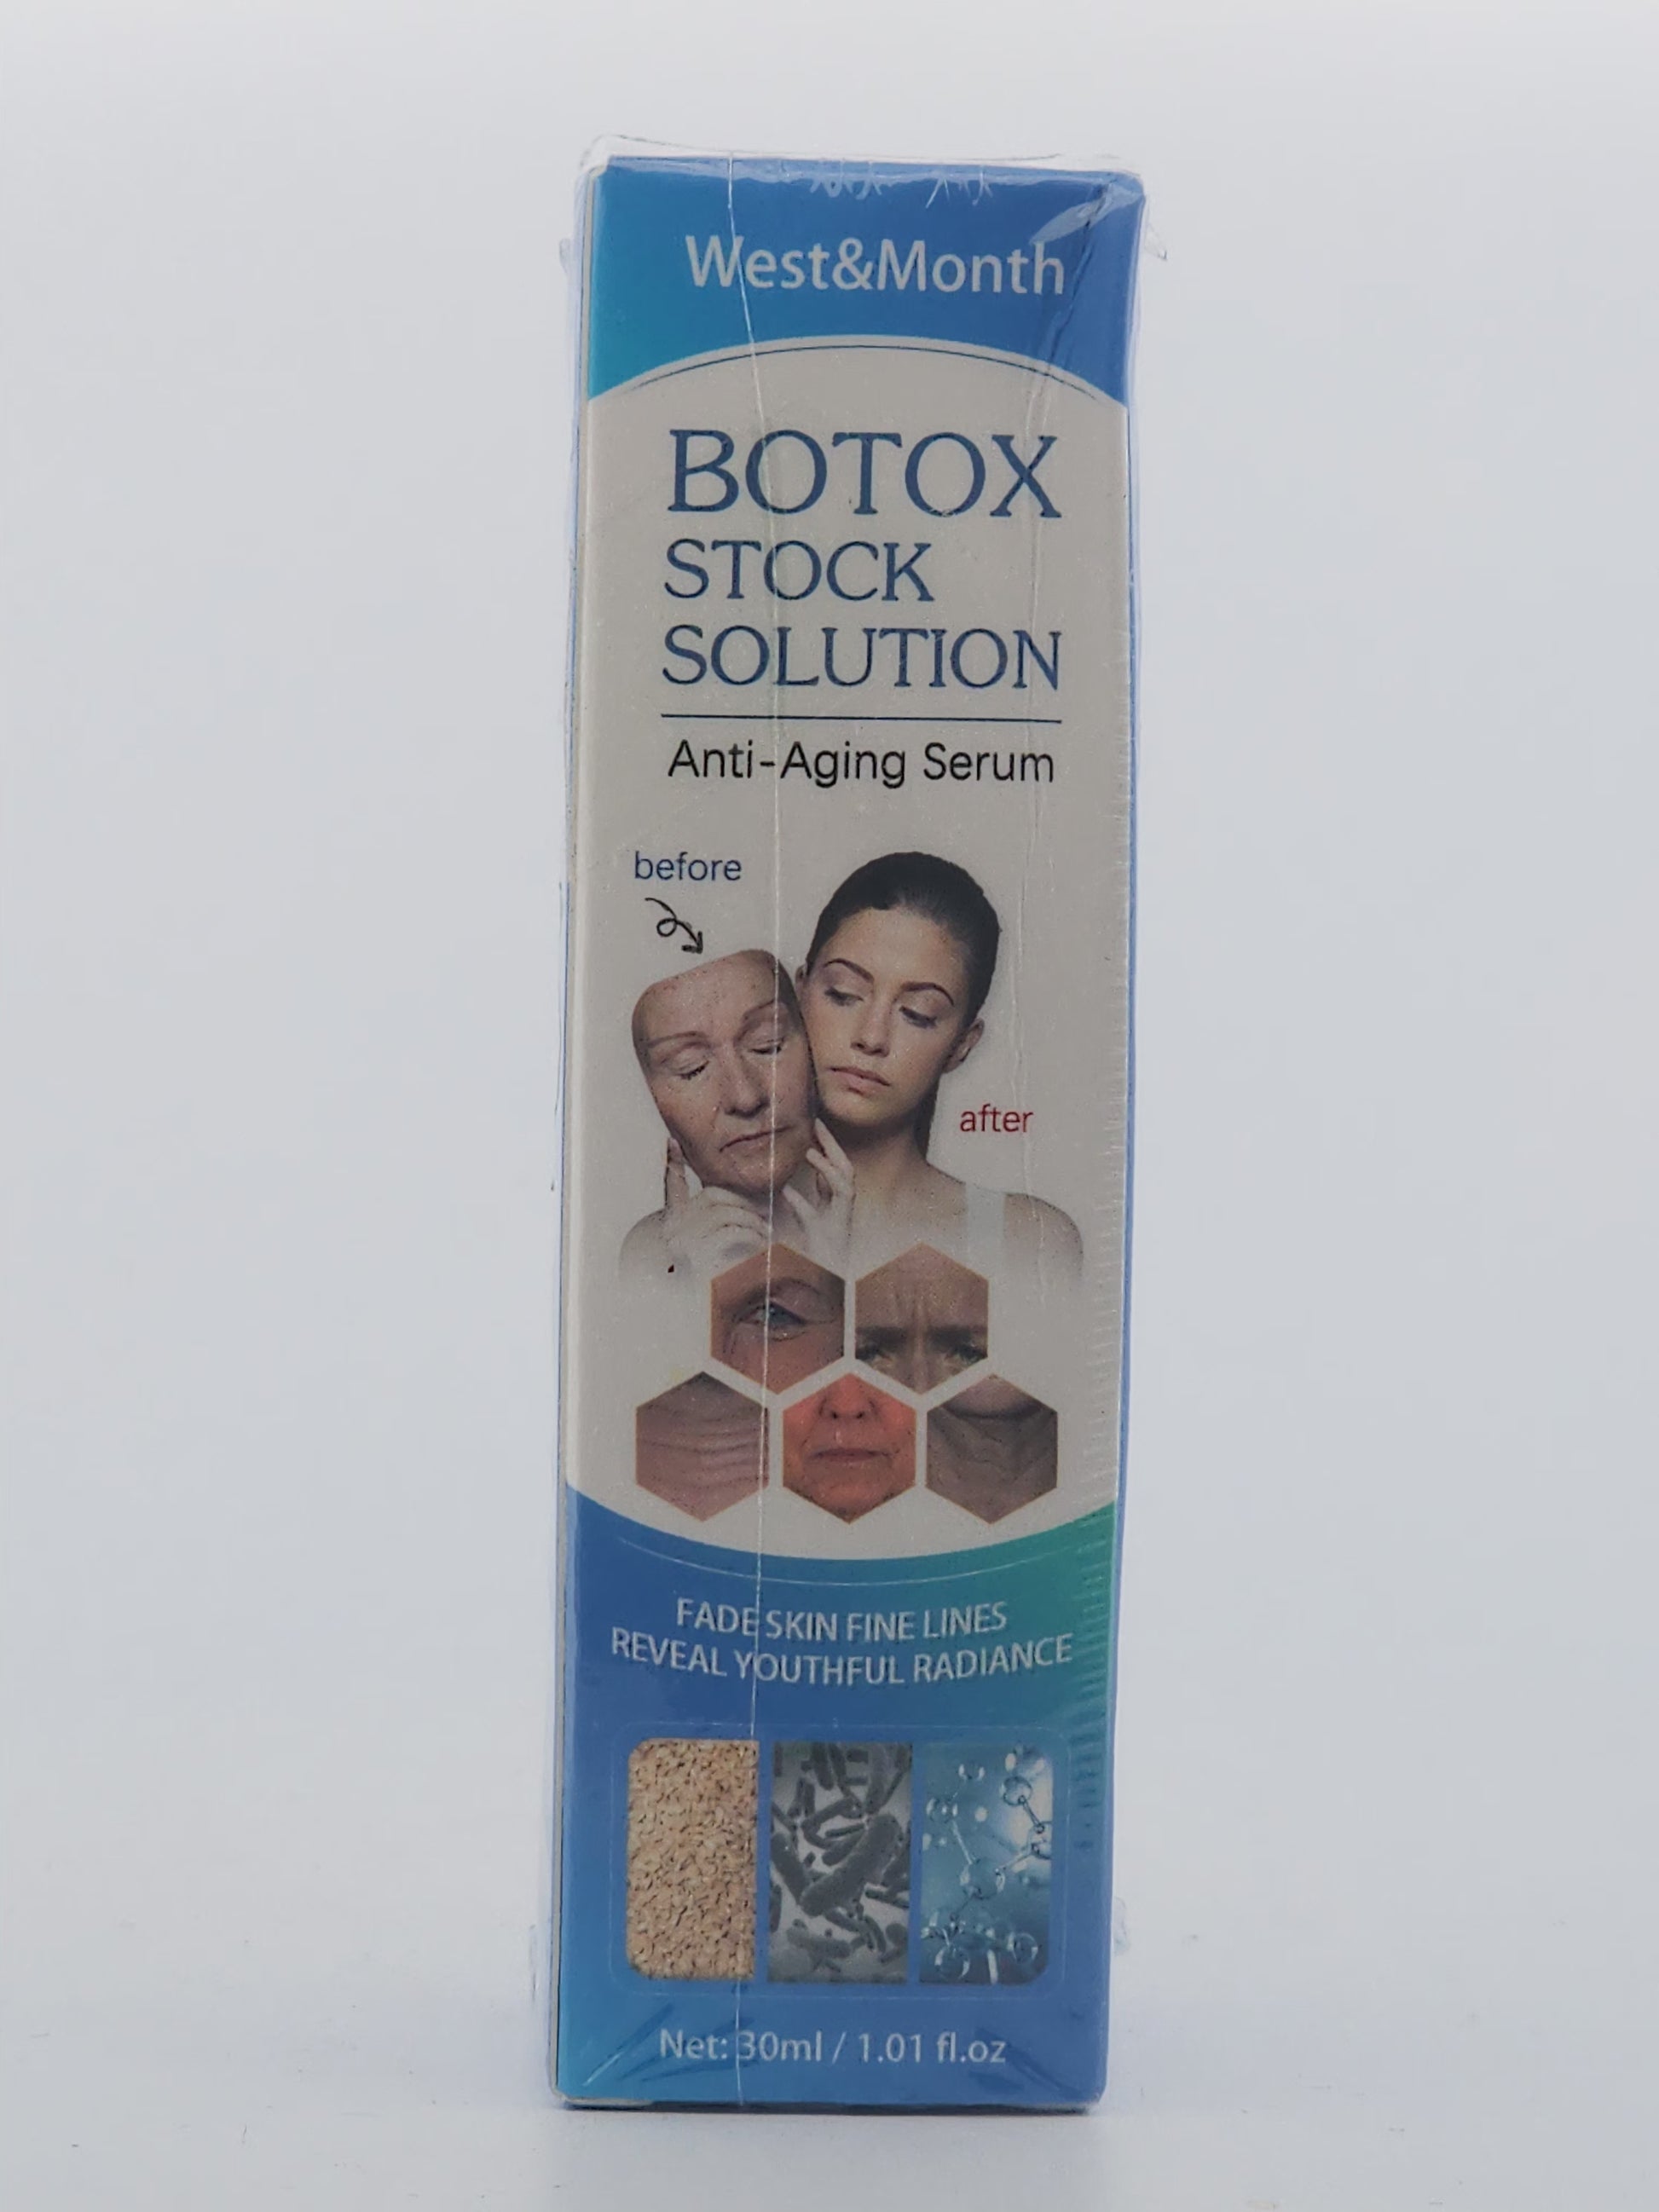 West&Month
BOTOX
STOCK
SOLUTION
Anti-Aging Serum
before
after
FADE SKIN FINE LINES
REVEAL YOUTHFUL RADIANCE
Net: 30ml / 1.01 fl.oz